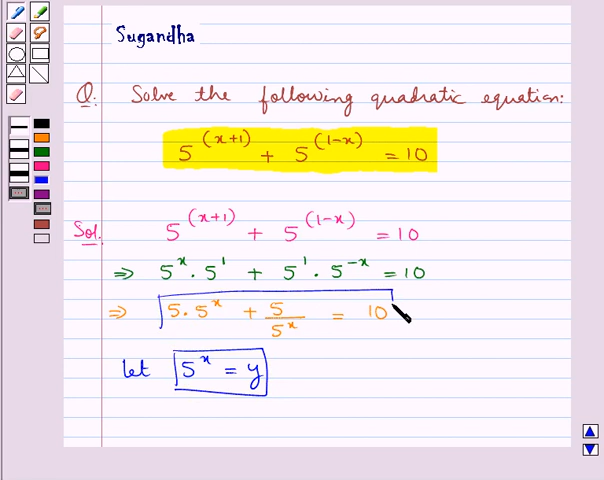 Sugandha
Q: Solve the following quadratic equation:
5^(x+1) + 5^(1-x) = 10
Sol. 5^(x+1) + 5^(1-x) = 10
⇒ 5^x · 5^1 + 5^1 · 5^-x = 10
⇒ 5 · 5^x + 5/5^x = 10
let 5^x = y